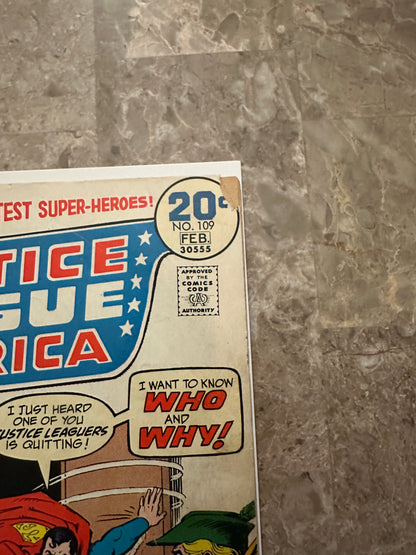 TEST SUPER-HEROES!
20¢
NO. 109
FEB.
30555
TICE
GUE
RICA
APPROVED
BY THE
COMICS
CODE
AUTHORITY
I JUST HEARD
ONE OF YOU
JUSTICE LEAGUERS
IS QUITTING!
I WANT TO KNOW
WHO
AND
WHY!
S